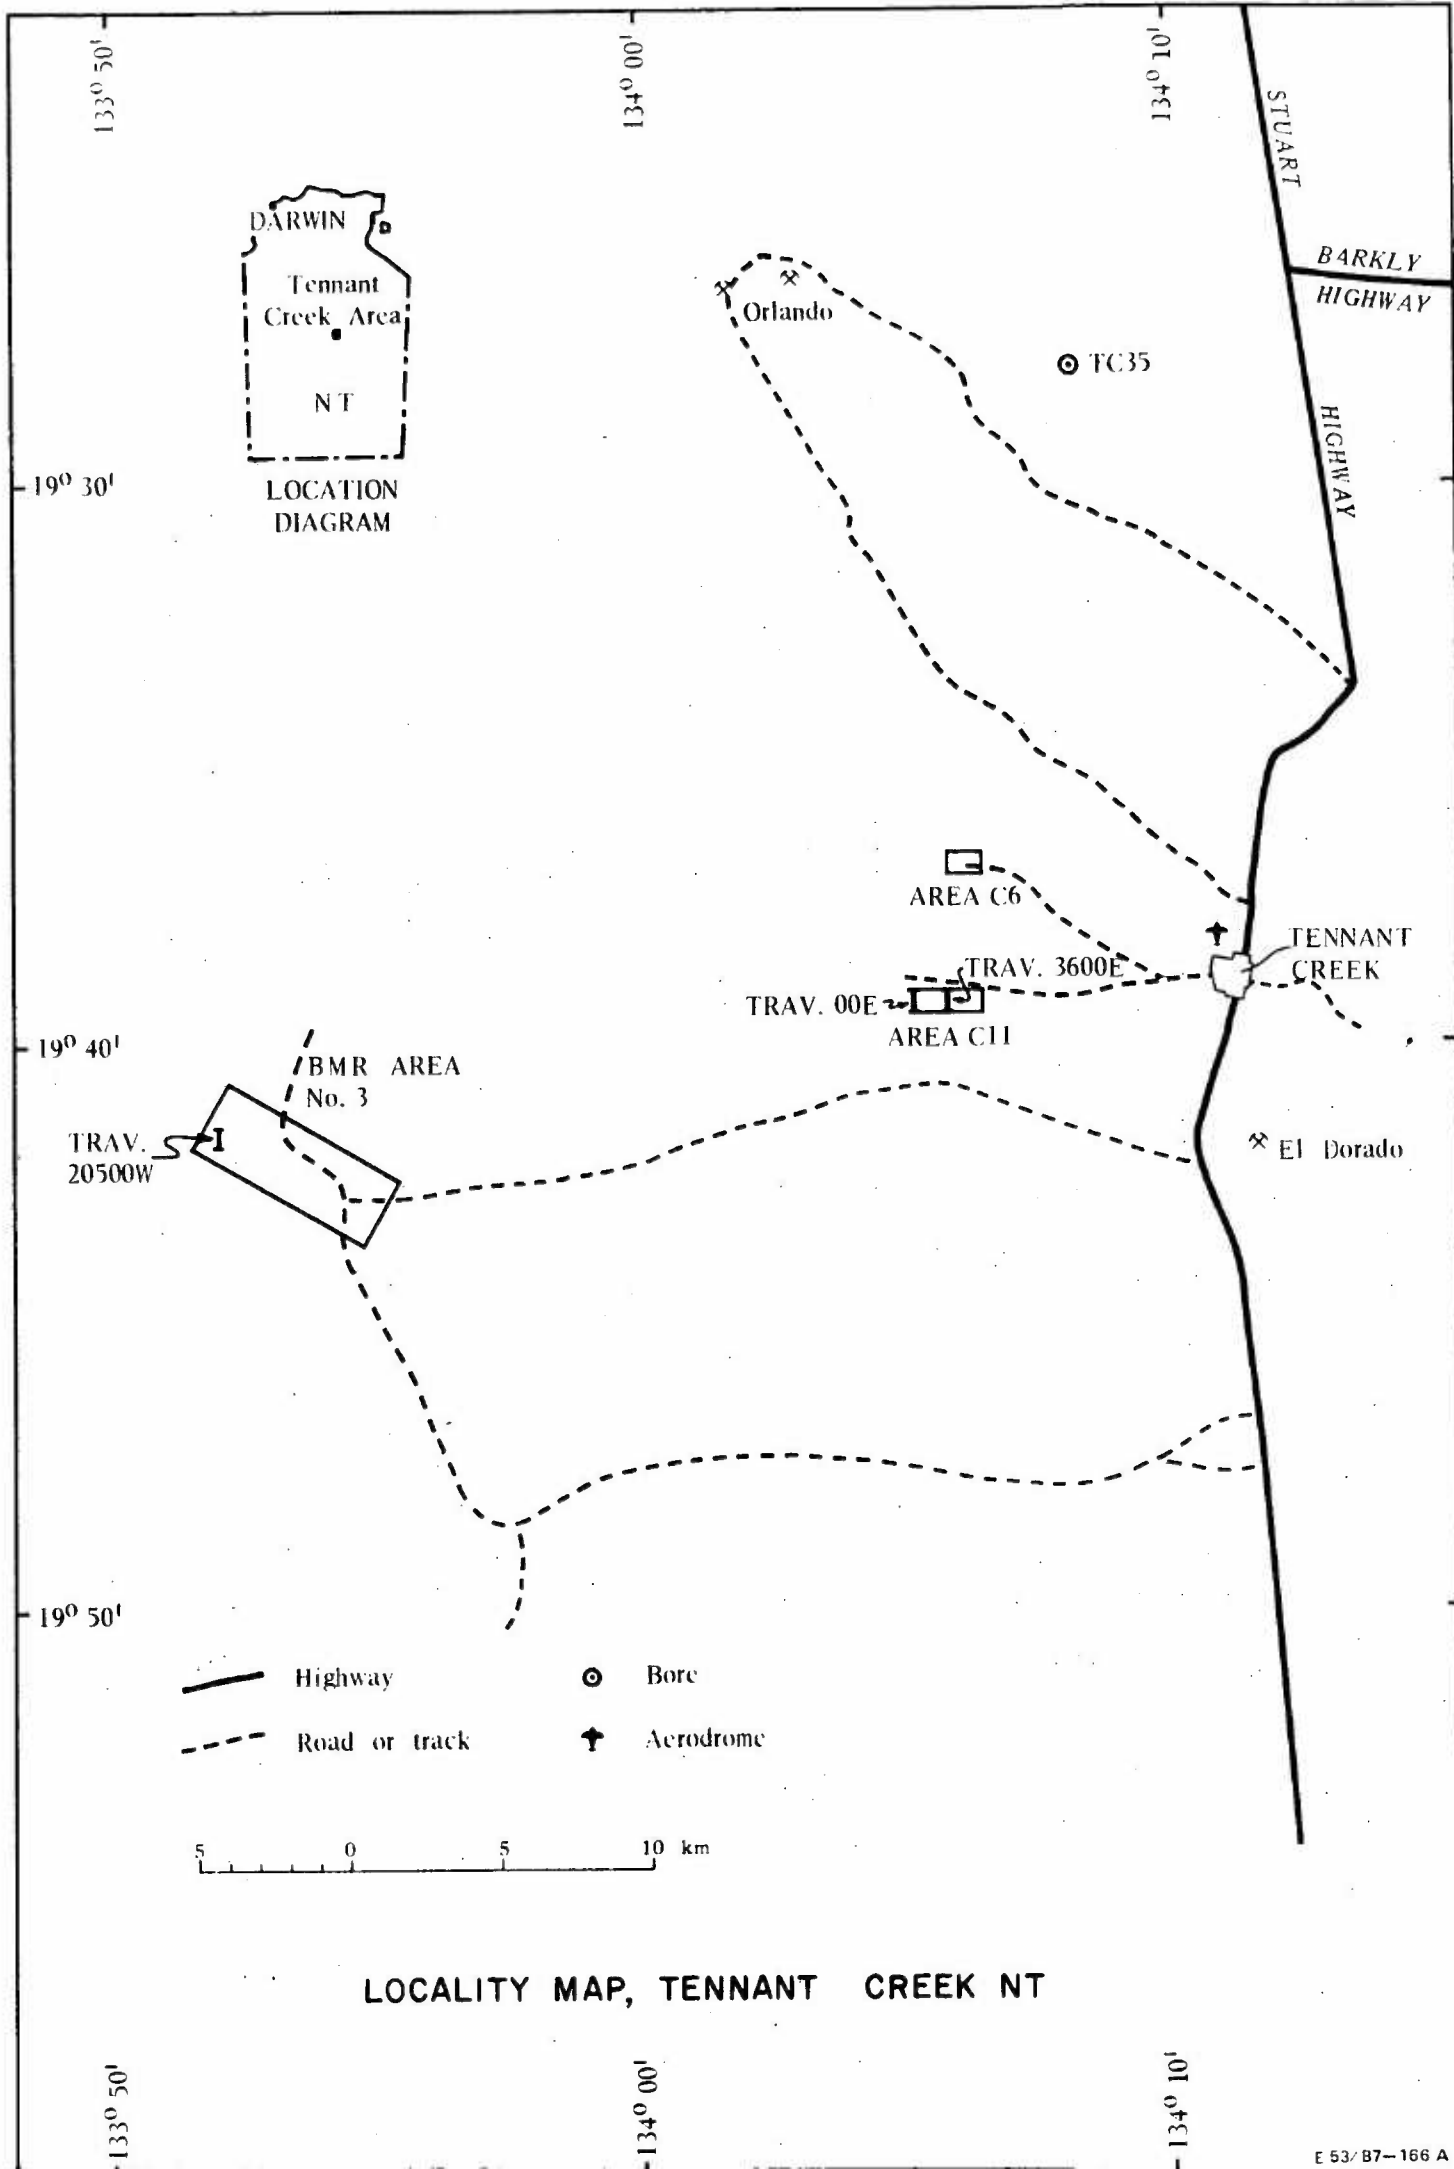 133° 50'
134° 00'
134° 10'
STUART
HIGHWAY
BARKLY
HIGHWAY
DARWIN
Tennant
Creek Area
NT
LOCATION
DIAGRAM
Orlando
TC35
19° 30'
AREA C6
TENNANT
CREEK
TRAV. 3600E
TRAV. 00E
AREA C11
19° 40'
BMR AREA
No. 3
TRAV.
20500W
El Dorado
19° 50'
Highway
Bore
Road or track
Aerodrome
5 0 5 10 km
LOCALITY MAP, TENNANT CREEK NT
133° 50'
134° 00'
134° 10'
E 53/B7-166 A